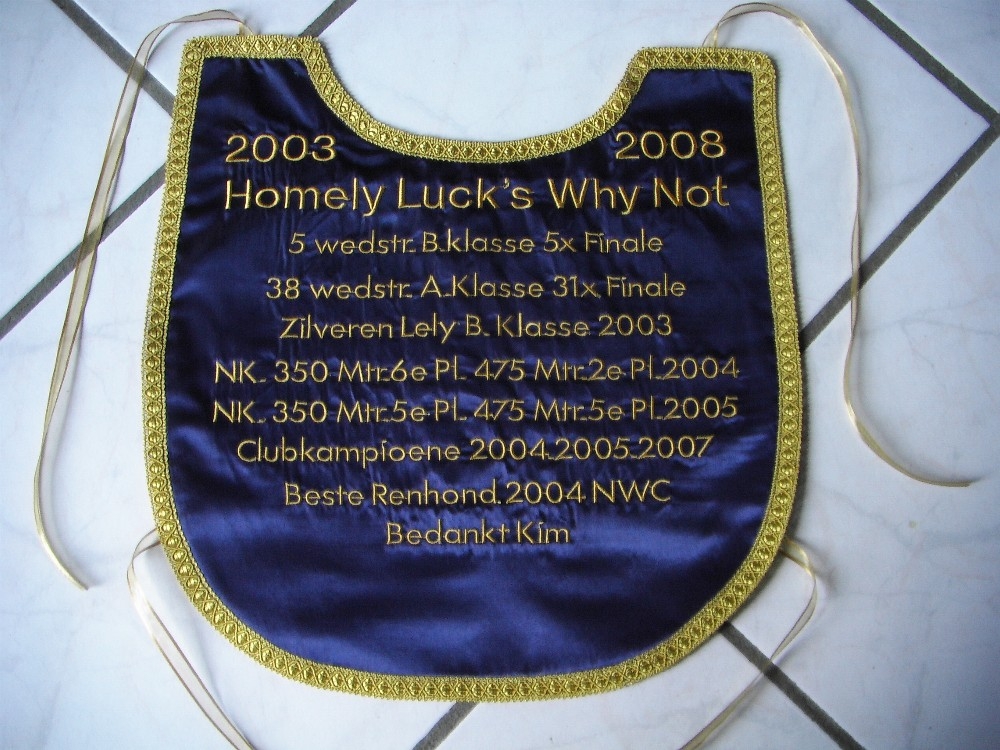 2003 2008
Homely Luck's Why Not
5 wedstr. B.klasse 5x Finale
38 wedstr. A.Klasse 31x Finale
Zilveren Lely B. Klasse 2003
NK. 350 Mtr.6e Pl. 475 Mtr.2e Pl.2004
NK. 350 Mtr.5e Pl. 475 Mtr.5e Pl.2005
Clubkampioene 2004.2005.2007
Beste Renhond.2004 NWC
Bedankt Kim